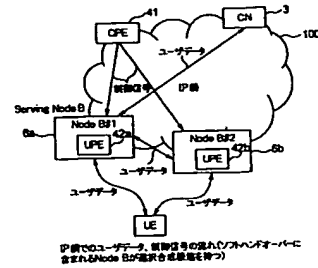 41
CPE
CN
3
100
制御信号
ユーザデータ
IP網
Serving Node B
Node B#1
6a
UPE
42a
Node B#2
UPE
42b
6b
ユーザデータ
ユーザデータ
ユーザデータ
UE
IP網でのユーザデータ、制御信号の流れ(ソフトハンドオーバーに
含まれるNode Bが選択合成機能を持つ)